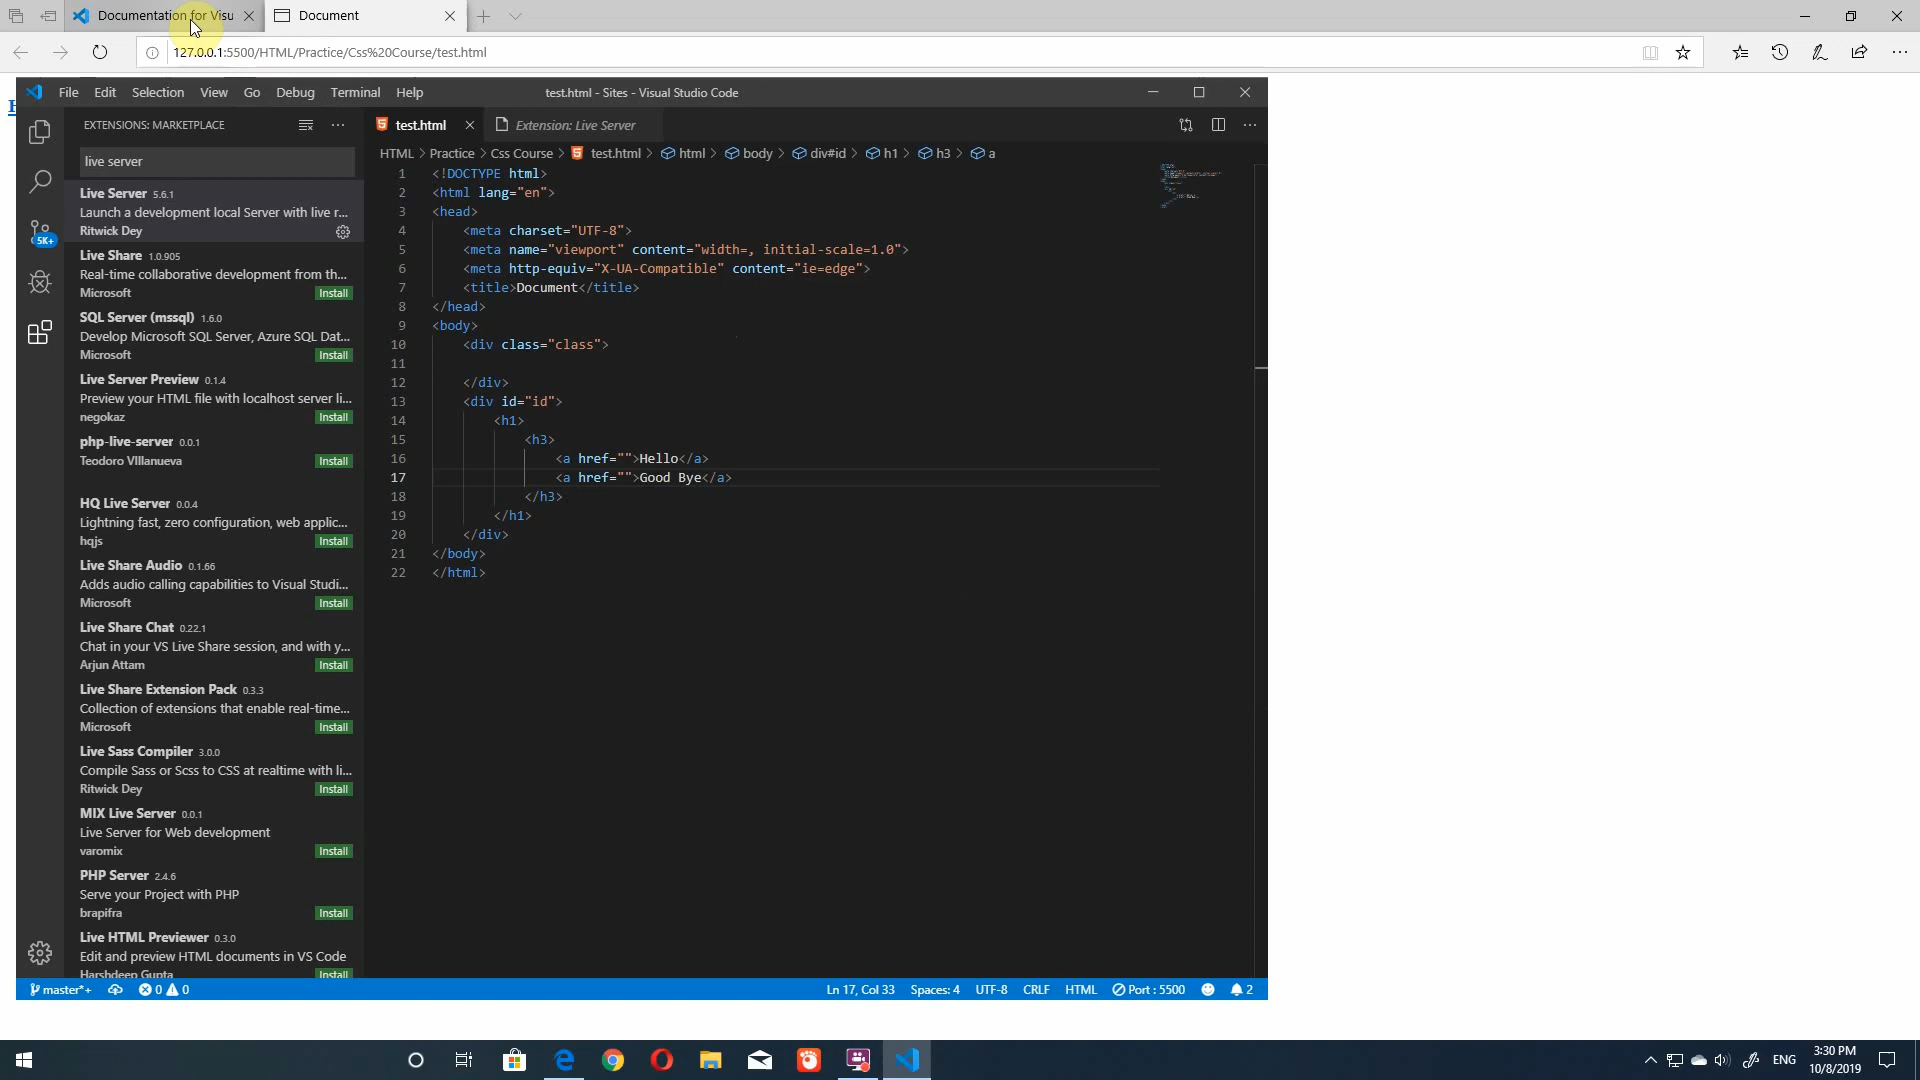 Documentation for Visu
Document
127.0.0.1:5500/HTML/Practice/Css%20Course/test.html
File Edit Selection View Go Debug Terminal Help
test.html - Sites - Visual Studio Code
EXTENSIONS: MARKETPLACE
live server
Live Server 5.6.1
Launch a development local Server with live r...
Ritwick Dey
Live Share 1.0.905
Real-time collaborative development from th...
Microsoft Install
SQL Server (mssql) 1.6.0
Develop Microsoft SQL Server, Azure SQL Dat...
Microsoft Install
Live Server Preview 0.1.4
Preview your HTML file with localhost server li...
negokaz Install
php-live-server 0.0.1
Teodoro VIllanueva Install
HQ Live Server 0.0.4
Lightning fast, zero configuration, web applic...
hqjs Install
Live Share Audio 0.1.66
Adds audio calling capabilities to Visual Studi...
Microsoft Install
Live Share Chat 0.22.1
Chat in your VS Live Share session, and with y...
Arjun Attam Install
Live Share Extension Pack 0.3.3
Collection of extensions that enable real-time...
Microsoft Install
Live Sass Compiler 3.0.0
Compile Sass or Scss to CSS at realtime with li...
Ritwick Dey Install
MIX Live Server 0.0.1
Live Server for Web development
varomix Install
PHP Server 2.4.6
Serve your Project with PHP
brapifra Install
Live HTML Previewer 0.3.0
Edit and preview HTML documents in VS Code
Harshdeep Gupta Install
5K+
test.html
Extension: Live Server
HTML > Practice > Css Course > test.html > html > body > div#id > h1 > h3 > a
1 <!DOCTYPE html>
2 <html lang="en">
3 <head>
4 <meta charset="UTF-8">
5 <meta name="viewport" content="width=, initial-scale=1.0">
6 <meta http-equiv="X-UA-Compatible" content="ie=edge">
7 <title>Document</title>
8 </head>
9 <body>
10 <div class="class">
11
12 </div>
13 <div id="id">
14 <h1>
15 <h3>
16 <a href="">Hello</a>
17 <a href="">Good Bye</a>
18 </h3>
19 </h1>
20 </div>
21 </body>
22 </html>
master*+ 0 0
Ln 17, Col 33 Spaces: 4 UTF-8 CRLF HTML Port : 5500 2
ENG
3:30 PM
10/8/2019